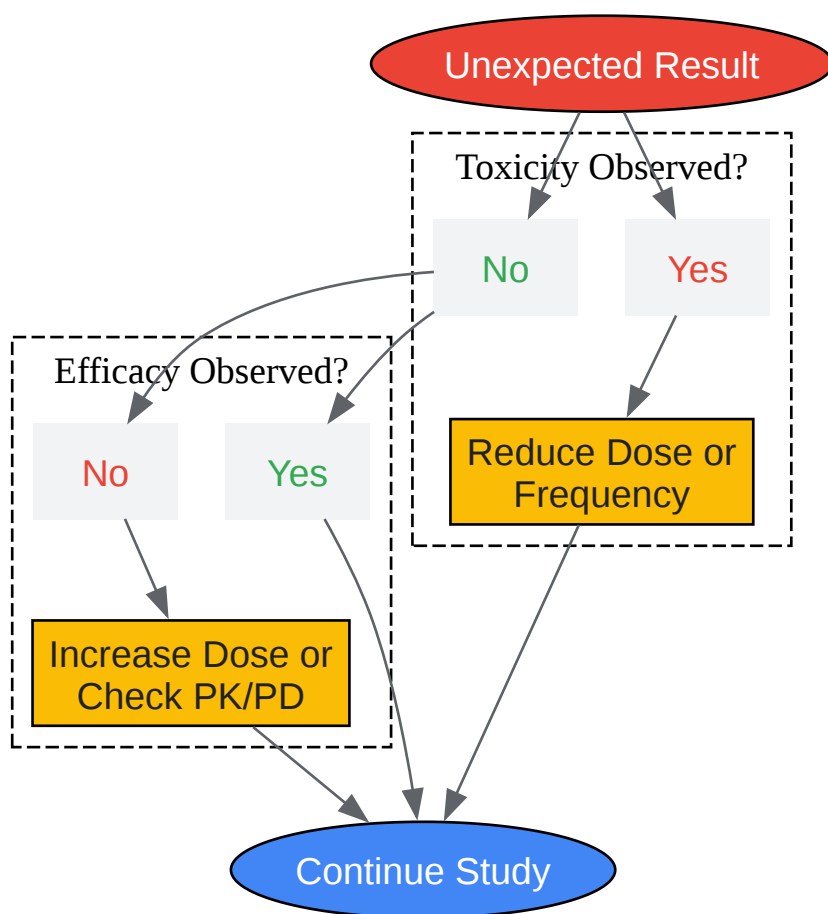 Unexpected Result
Toxicity Observed?
No
Yes
Efficacy Observed?
No
Yes
Reduce Dose or
Frequency
Increase Dose or
Check PK/PD
Continue Study